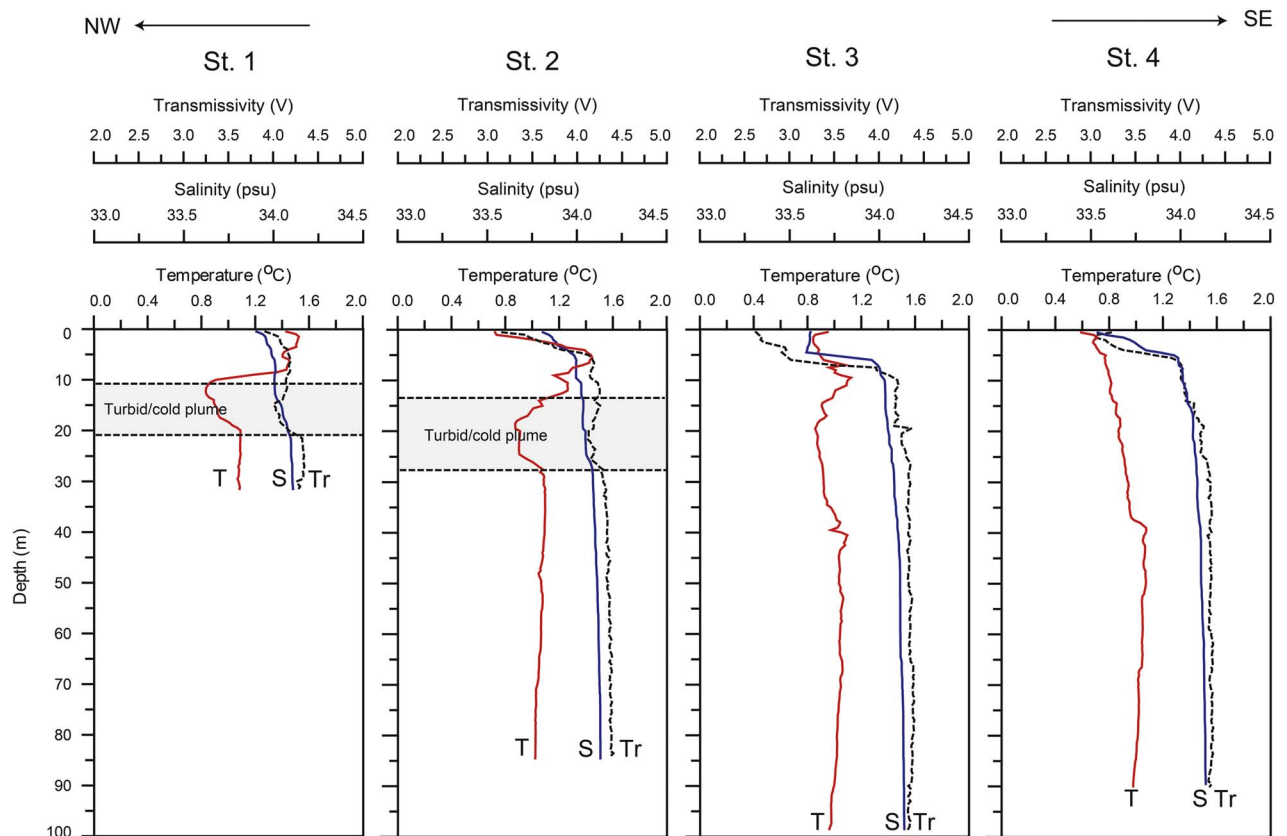 NW SE
St. 1 St. 2 St. 3 St. 4
Transmissivity (V) Transmissivity (V) Transmissivity (V) Transmissivity (V)
2.0 3.0 3.5 4.0 4.5 5.0 2.0 3.0 3.5 4.0 4.5 5.0 2.0 2.5 3.0 3.5 4.0 4.5 5.0 2.0 2.5 3.0 3.5 4.0 4.5 5.0
Salinity (psu) Salinity (psu) Salinity (psu) Salinity (psu)
33.0 33.5 34.0 34.5 33.0 33.5 34.0 34.5 33.0 33.5 34.0 34.5 33.0 33.5 34.0 34.5
Temperature (OC) Temperature (OC) Temperature (OC) Temperature (OC)
0.0 0.4 0.8 1.2 1.6 2.0 0.0 0.4 0.8 1.2 1.6 2.0 0.0 0.4 0.8 1.2 1.6 2.0 0.0 0.4 0.8 1.2 1.6 2.0
0
10
Turbid/cold plume
20
Turbid/cold plume
T S Tr
30
40
50
Depth (m)
60
70
80
T S Tr
90
T S Tr
T S Tr
100